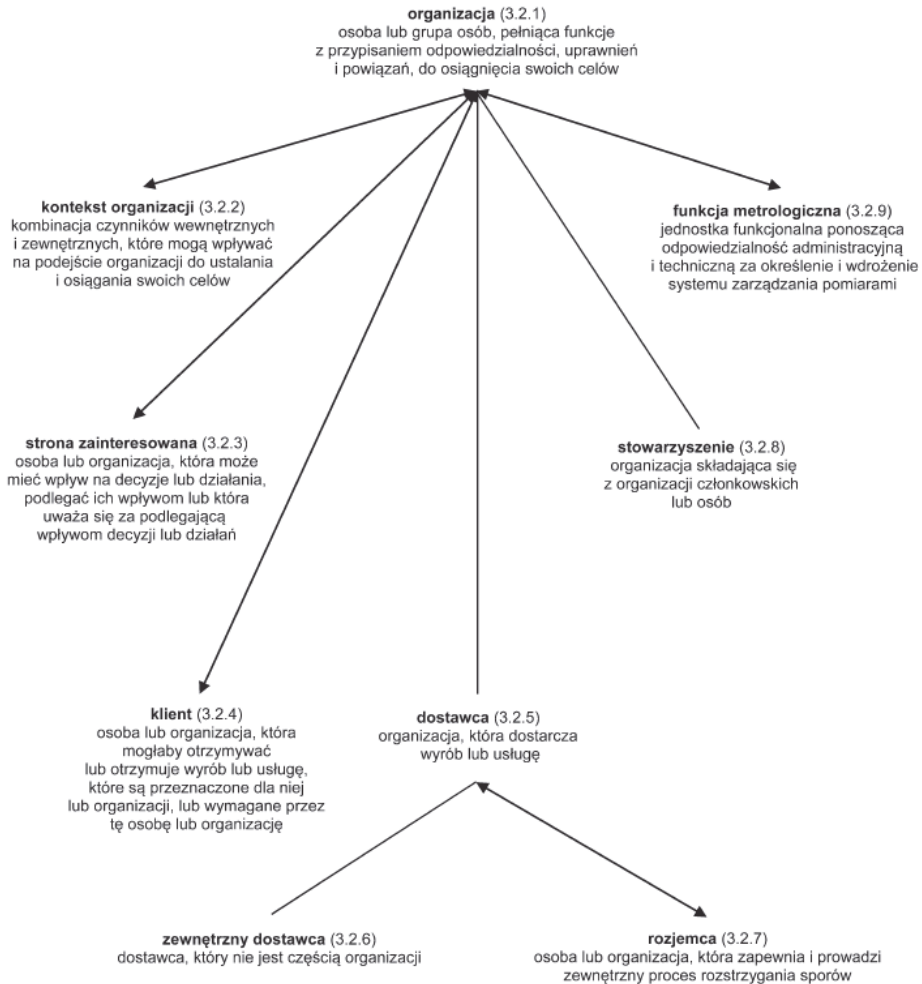 organizacja (3.2.1)
osoba lub grupa osób, pełniąca funkcje
z przypisaniem odpowiedzialności, uprawnień
i powiązań, do osiągnięcia swoich celów
kontekst organizacji (3.2.2)
kombinacja czynników wewnętrznych
i zewnętrznych, które mogą wpływać
na podejście organizacji do ustalania
i osiągania swoich celów
funkcja metrologiczna (3.2.9)
jednostka funkcjonalna ponosząca
odpowiedzialność administracyjną
i techniczną za określenie i wdrożenie
systemu zarządzania pomiarami
strona zainteresowana (3.2.3)
osoba lub organizacja, która może
mieć wpływ na decyzje lub działania,
podlegać ich wpływom lub która
uważa się za podlegającą
wpływom decyzji lub działań
stowarzyszenie (3.2.8)
organizacja składająca się
z organizacji członkowskich
lub osób
klient (3.2.4)
osoba lub organizacja, która
mogłaby otrzymywać
lub otrzymuje wyrób lub usługę,
które są przeznaczone dla niej
lub organizacji, lub wymagane przez
tę osobę lub organizację
dostawca (3.2.5)
organizacja, która dostarcza
wyrób lub usługę
zewnętrzny dostawca (3.2.6)
dostawca, który nie jest częścią organizacji
rozjemca (3.2.7)
osoba lub organizacja, która zapewnia i prowadzi
zewnętrzny proces rozstrzygania sporów